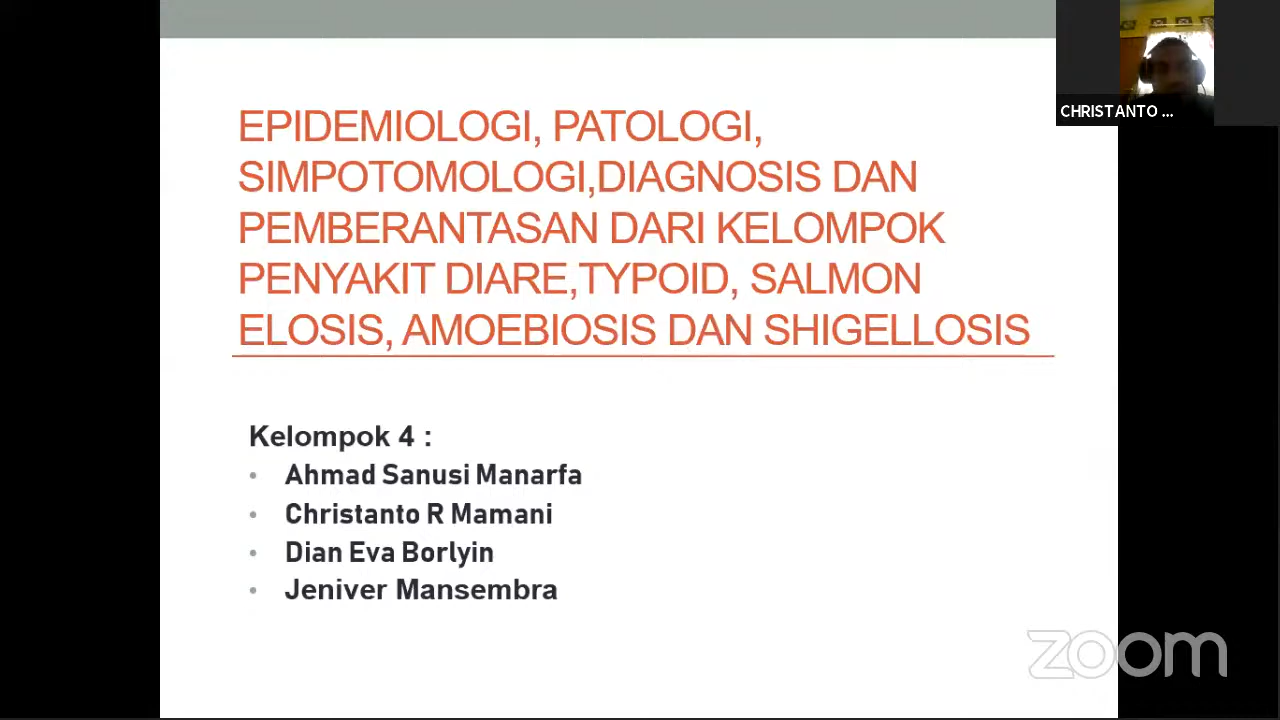 CHRISTANTO ...
EPIDEMIOLOGI, PATOLOGI,
SIMPOTOMOLOGI,DIAGNOSIS DAN
PEMBERANTASAN DARI KELOMPOK
PENYAKIT DIARE,TYPOID, SALMON
ELOSIS, AMOEBIOSIS DAN SHIGELLOSIS
Kelompok 4 :
• Ahmad Sanusi Manarfa
• Christanto R Mamani
• Dian Eva Borlyin
• Jeniver Mansembra
zoom